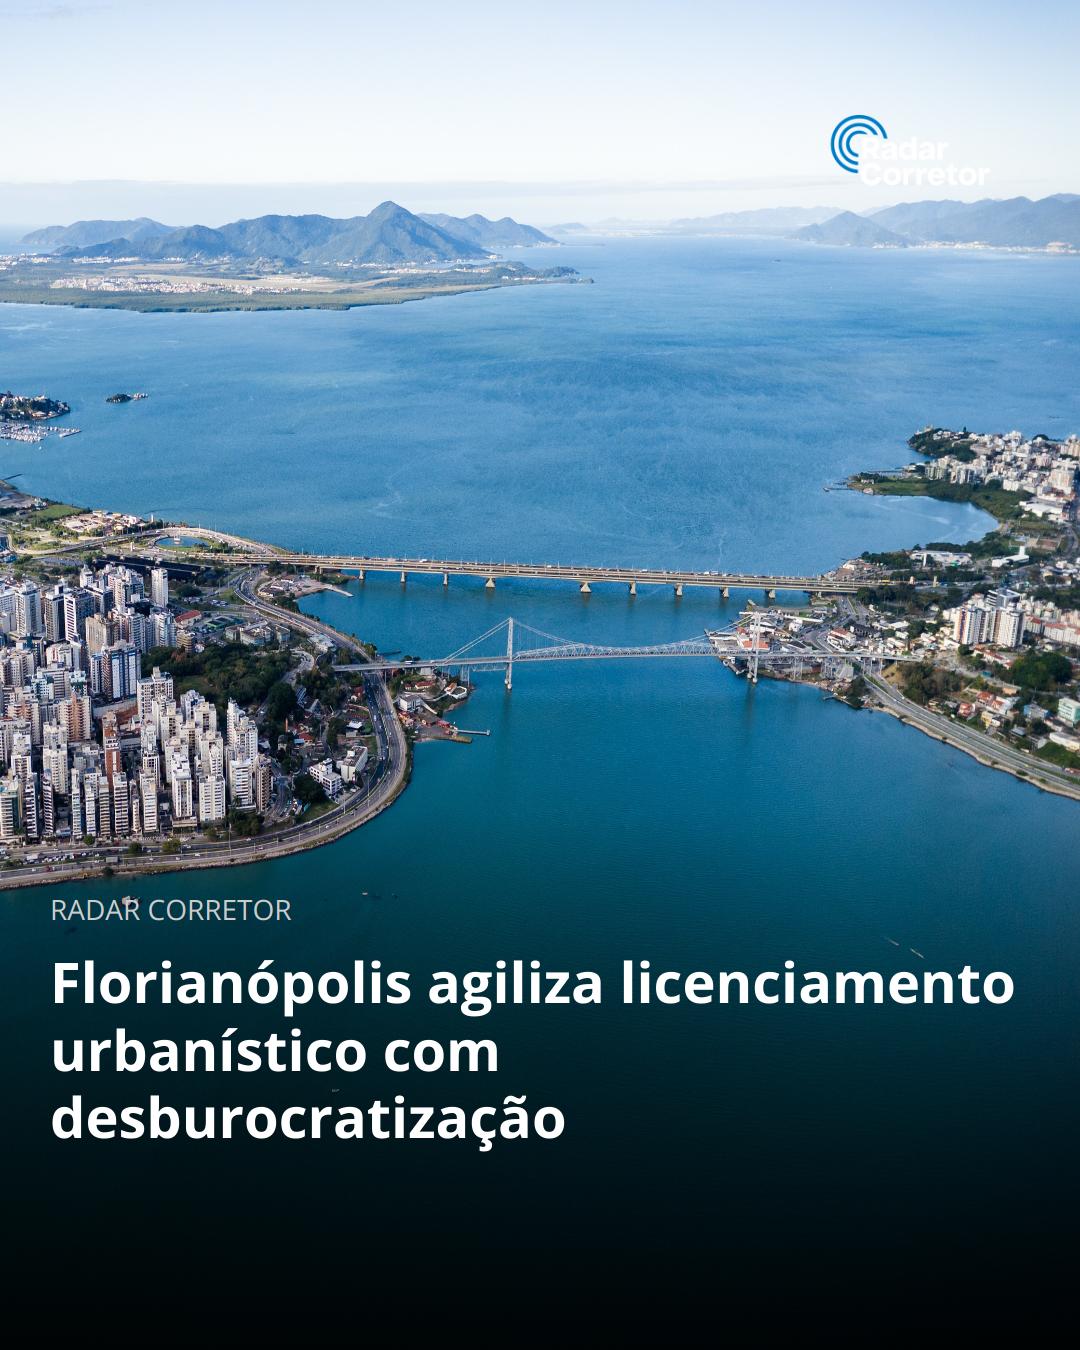 Radar
Corretor
RADAR CORRETOR
Florianópolis agiliza licenciamento
urbanístico com
desburocratização